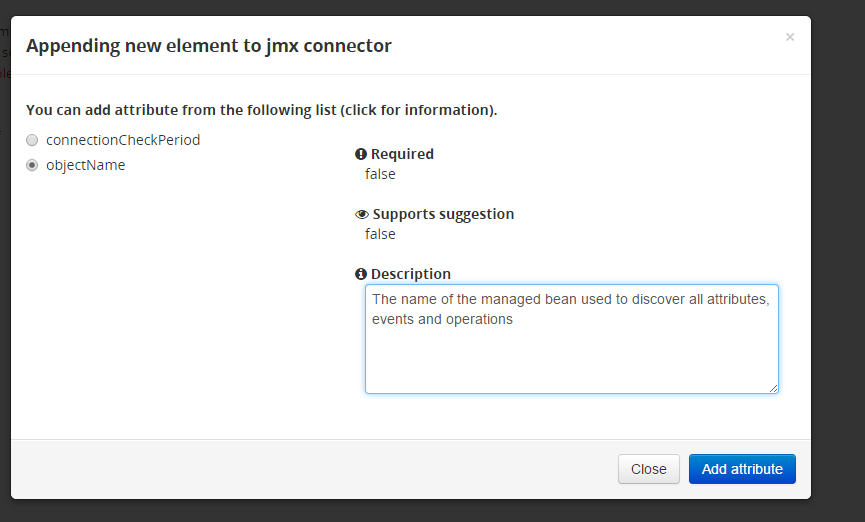 Appending new element to jmx connector
×
You can add attribute from the following list (click for information).
connectionCheckPeriod
objectName
Required
false
Supports suggestion
false
Description
The name of the managed bean used to discover all attributes,
events and operations
Close
Add attribute